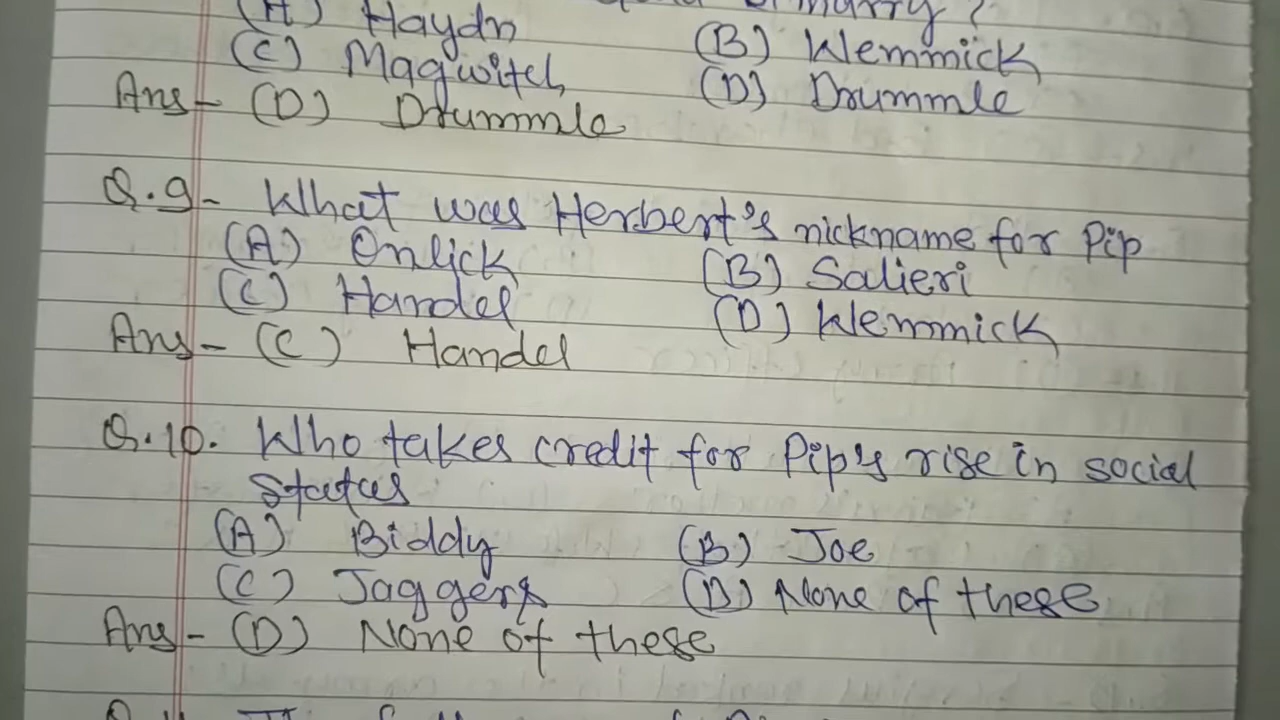 marry ?
(A) Haydn (B) Wemmick
(C) Magwitch (D) Drummle
Ans- (D) Drummle
Q.9- What was Herbert's nickname for Pip
(A) Orlick (B) Salieri
(C) Handel (D) Wemmick
Ans- (C) Handel
Q.10. Who takes credit for Pip's rise in social
status
(A) Biddy (B) Joe
(C) Jaggers (D) None of these
Ans- (D) None of these